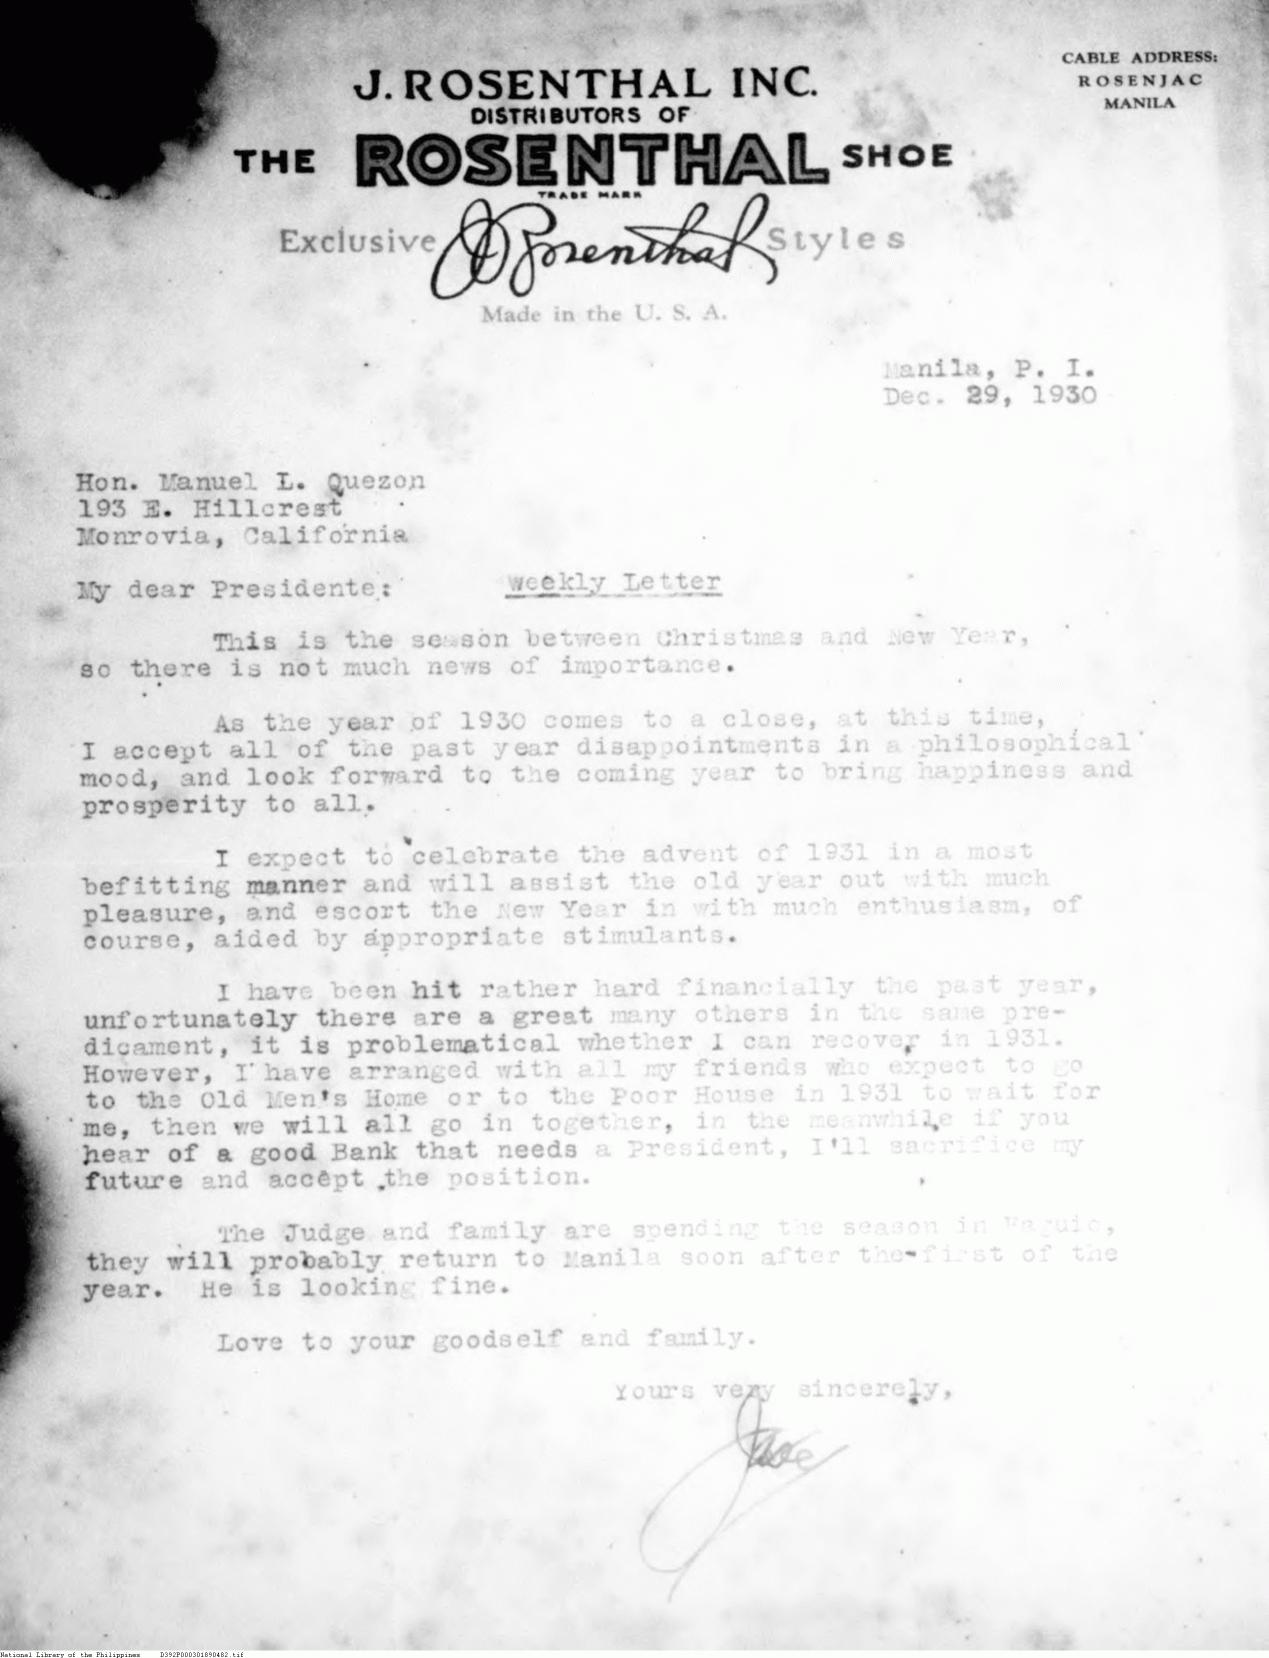 J. ROSENTHAL INC.
DISTRIBUTORS OF
THE ROSENTHAL SHOE
TRADE MARK
Exclusive J Rosenthal Styles
Made in the U. S. A.
CABLE ADDRESS:
ROSENJAC
MANILA
Manila, P. I.
Dec. 29, 1930
Hon. Manuel L. Quezon
193 E. Hillcrest
Monrovia, California
My dear Presidente: Weekly Letter
This is the season between Christmas and New Year,
so there is not much news of importance.
As the year of 1930 comes to a close, at this time,
I accept all of the past year disappointments in a philosophical
mood, and look forward to the coming year to bring happiness and
prosperity to all.
I expect to celebrate the advent of 1931 in a most
befitting manner and will assist the old year out with much
pleasure, and escort the New Year in with much enthusiasm, of
course, aided by appropriate stimulants.
I have been hit rather hard financially the past year,
unfortunately there are a great many others in the same pre-
dicament, it is problematical whether I can recover in 1931.
However, I have arranged with all my friends who expect to go
to the Old Men's Home or to the Poor House in 1931 to wait for
me, then we will all go in together, in the meanwhile if you
hear of a good Bank that needs a President, I'll sacrifice my
future and accept the position.
The Judge and family are spending the season in Baguio,
they will probably return to Manila soon after the first of the
year. He is looking fine.
Love to your goodself and family.
Yours very sincerely,
Jake
National Library of the Philippines D392P000301890482.tif